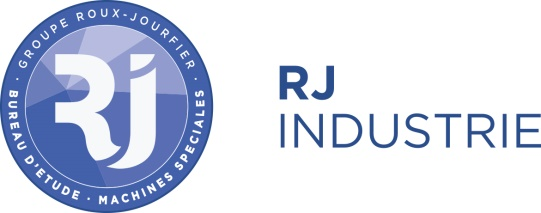 · GROUPE ROUX-JOURFIER ·
RJ
BUREAU D'ETUDE · MACHINES SPECIALES
RJ
INDUSTRIE